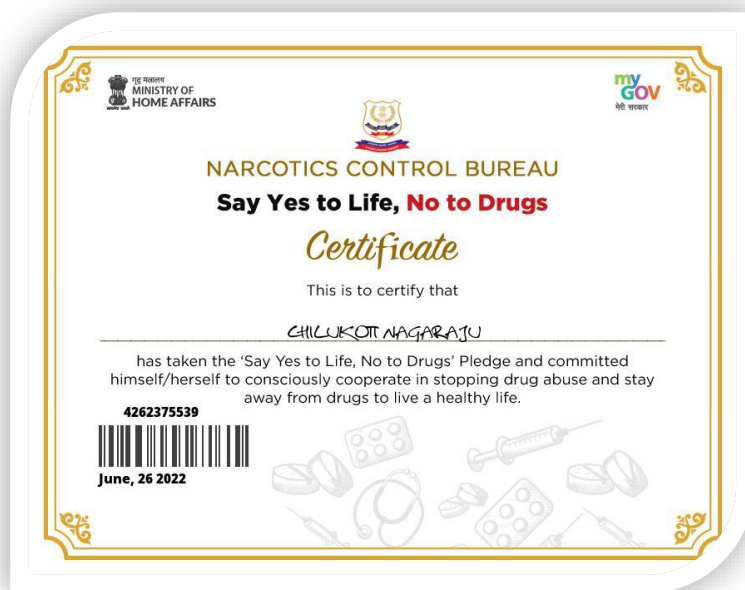 गृह मंत्रालय
MINISTRY OF
HOME AFFAIRS
my
GOV
मेरी सरकार
NARCOTICS CONTROL BUREAU
Say Yes to Life, No to Drugs
Certificate
This is to certify that
CHILUKOTI NAGARAJU
has taken the ‘Say Yes to Life, No to Drugs’ Pledge and committed
himself/herself to consciously cooperate in stopping drug abuse and stay
away from drugs to live a healthy life.
4262375539
June, 26 2022